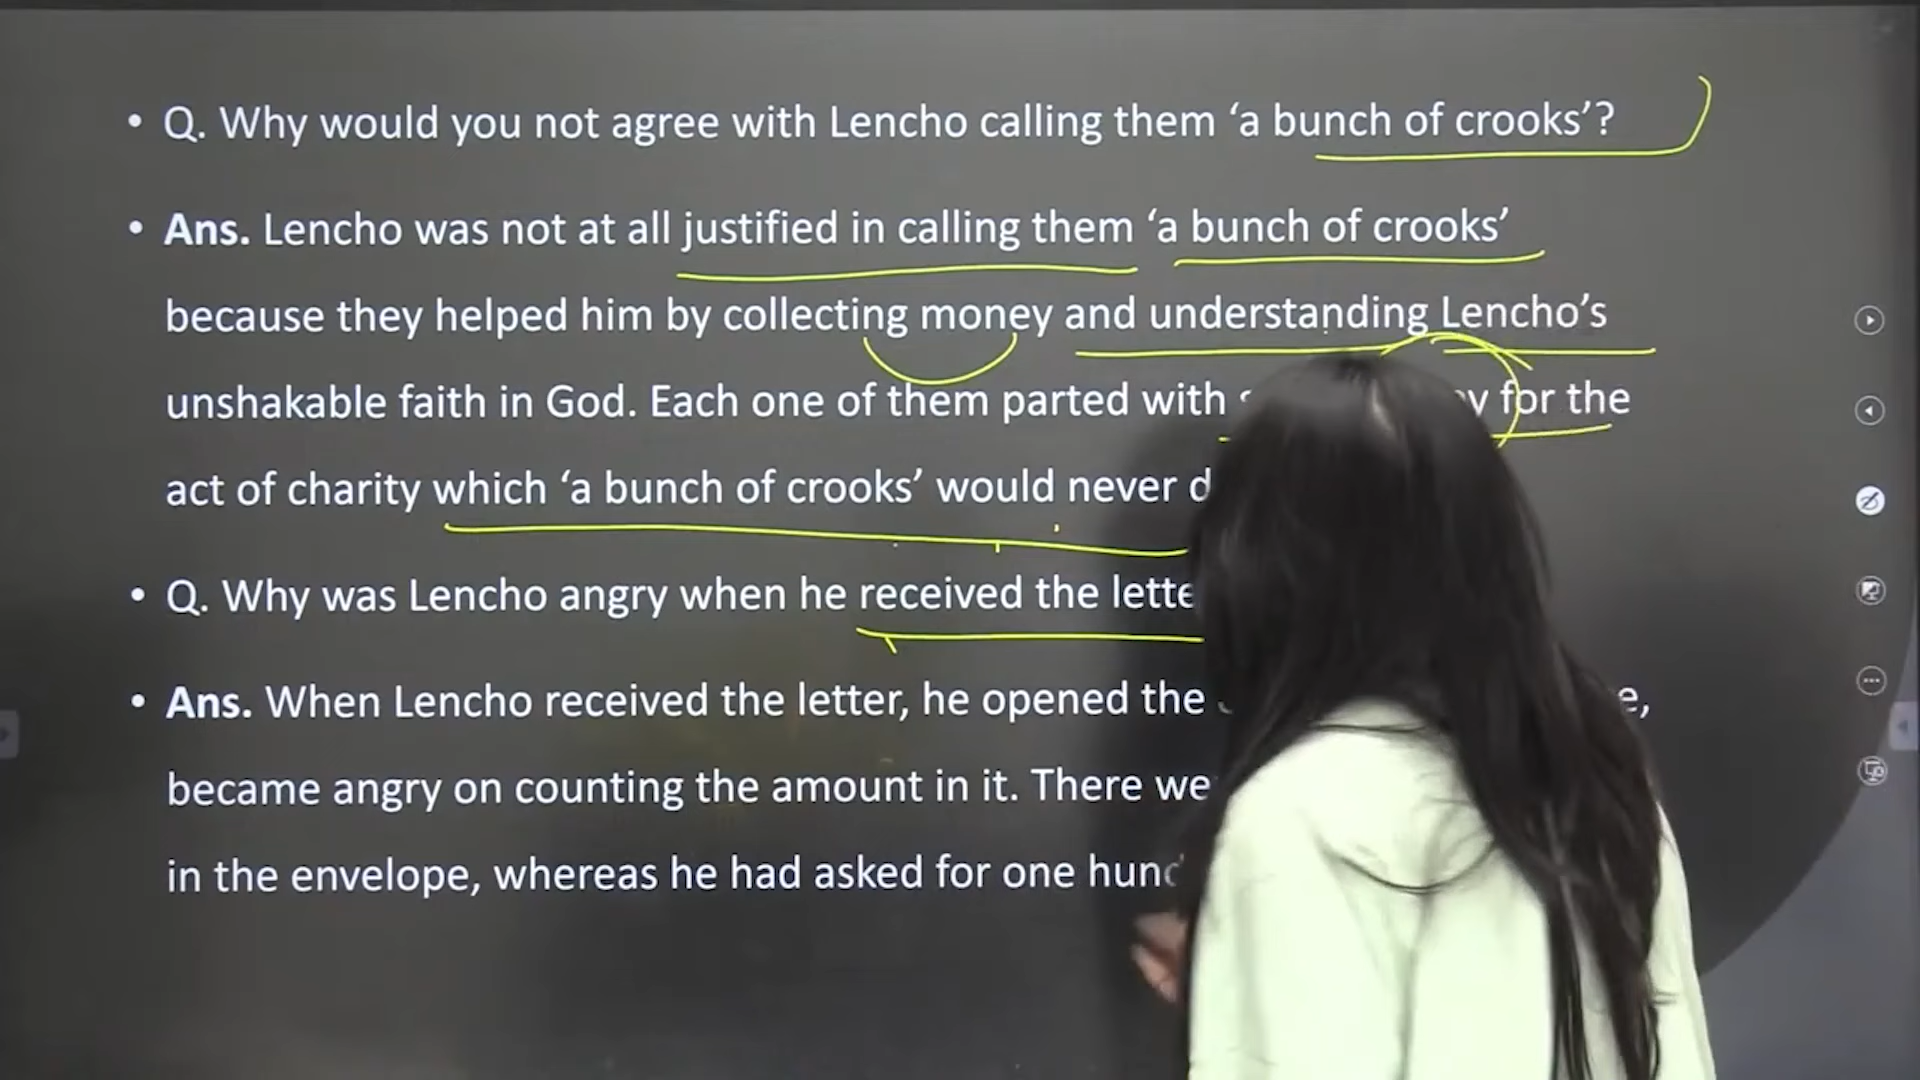 • Q. Why would you not agree with Lencho calling them ‘a bunch of crooks’?
• Ans. Lencho was not at all justified in calling them ‘a bunch of crooks’
because they helped him by collecting money and understanding Lencho’s
unshakable faith in God. Each one of them parted with for the
act of charity which ‘a bunch of crooks’ would never
• Q. Why was Lencho angry when he received the
• Ans. When Lencho received the letter, he opened the
became angry on counting the amount in it. There
in the envelope, whereas he had asked for one